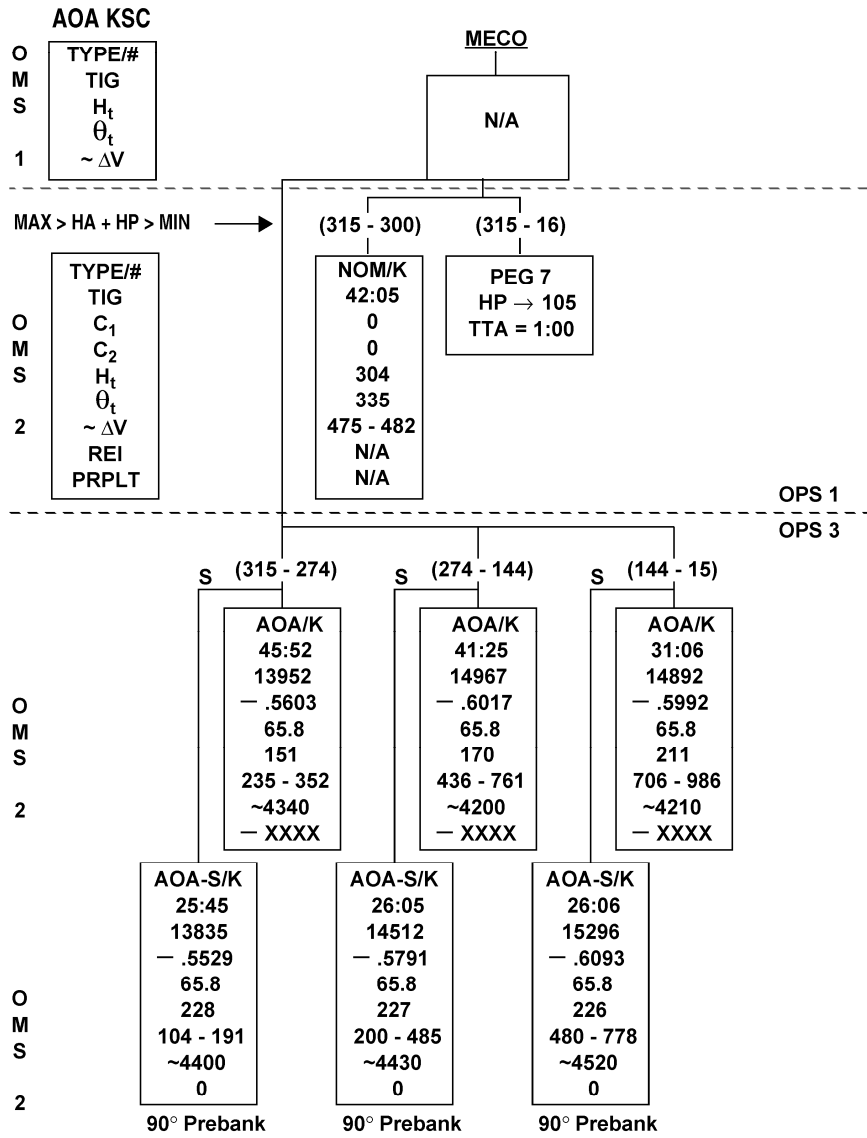 AOA KSC
MECO
O
M
S
1
TYPE/#
TIG
Ht
θt
~ ΔV
N/A
MAX > HA + HP > MIN
(315 - 300)
(315 - 16)
O
M
S
2
TYPE/#
TIG
C1
C2
Ht
θt
~ ΔV
REI
PRPLT
NOM/K
42:05
0
0
304
335
475 - 482
N/A
N/A
PEG 7
HP → 105
TTA = 1:00
OPS 1
OPS 3
S
(315 - 274)
S
(274 - 144)
S
(144 - 15)
O
M
S
2
AOA/K
45:52
13952
— .5603
65.8
151
235 - 352
~4340
— XXXX
AOA/K
41:25
14967
— .6017
65.8
170
436 - 761
~4200
— XXXX
AOA/K
31:06
14892
— .5992
65.8
211
706 - 986
~4210
— XXXX
O
M
S
2
AOA-S/K
25:45
13835
— .5529
65.8
228
104 - 191
~4400
0
90° Prebank
AOA-S/K
26:05
14512
— .5791
65.8
227
200 - 485
~4430
0
90° Prebank
AOA-S/K
26:06
15296
— .6093
65.8
226
480 - 778
~4520
0
90° Prebank